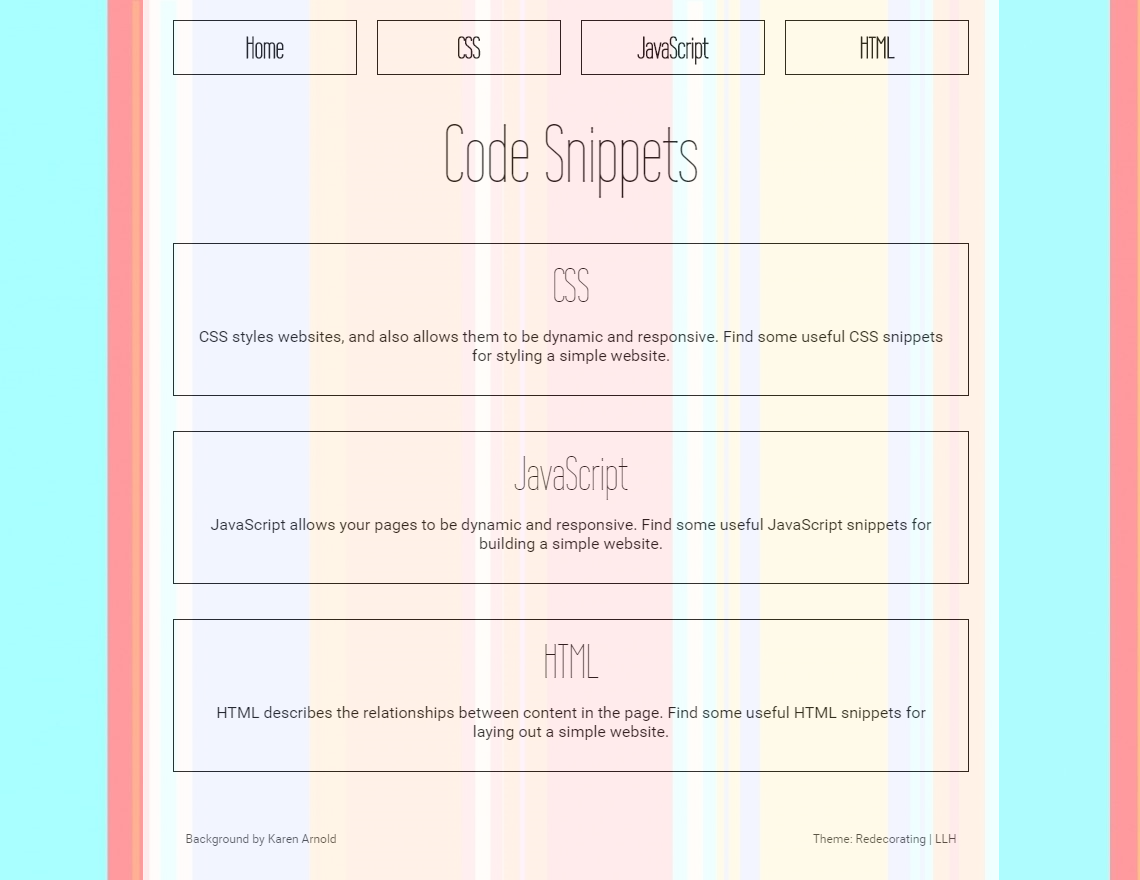 Home CSS JavaScript HTML
Code Snippets
CSS
CSS styles websites, and also allows them to be dynamic and responsive. Find some useful CSS snippets
for styling a simple website.
JavaScript
JavaScript allows your pages to be dynamic and responsive. Find some useful JavaScript snippets for
building a simple website.
HTML
HTML describes the relationships between content in the page. Find some useful HTML snippets for
laying out a simple website.
Background by Karen Arnold Theme: Redecorating | LLH